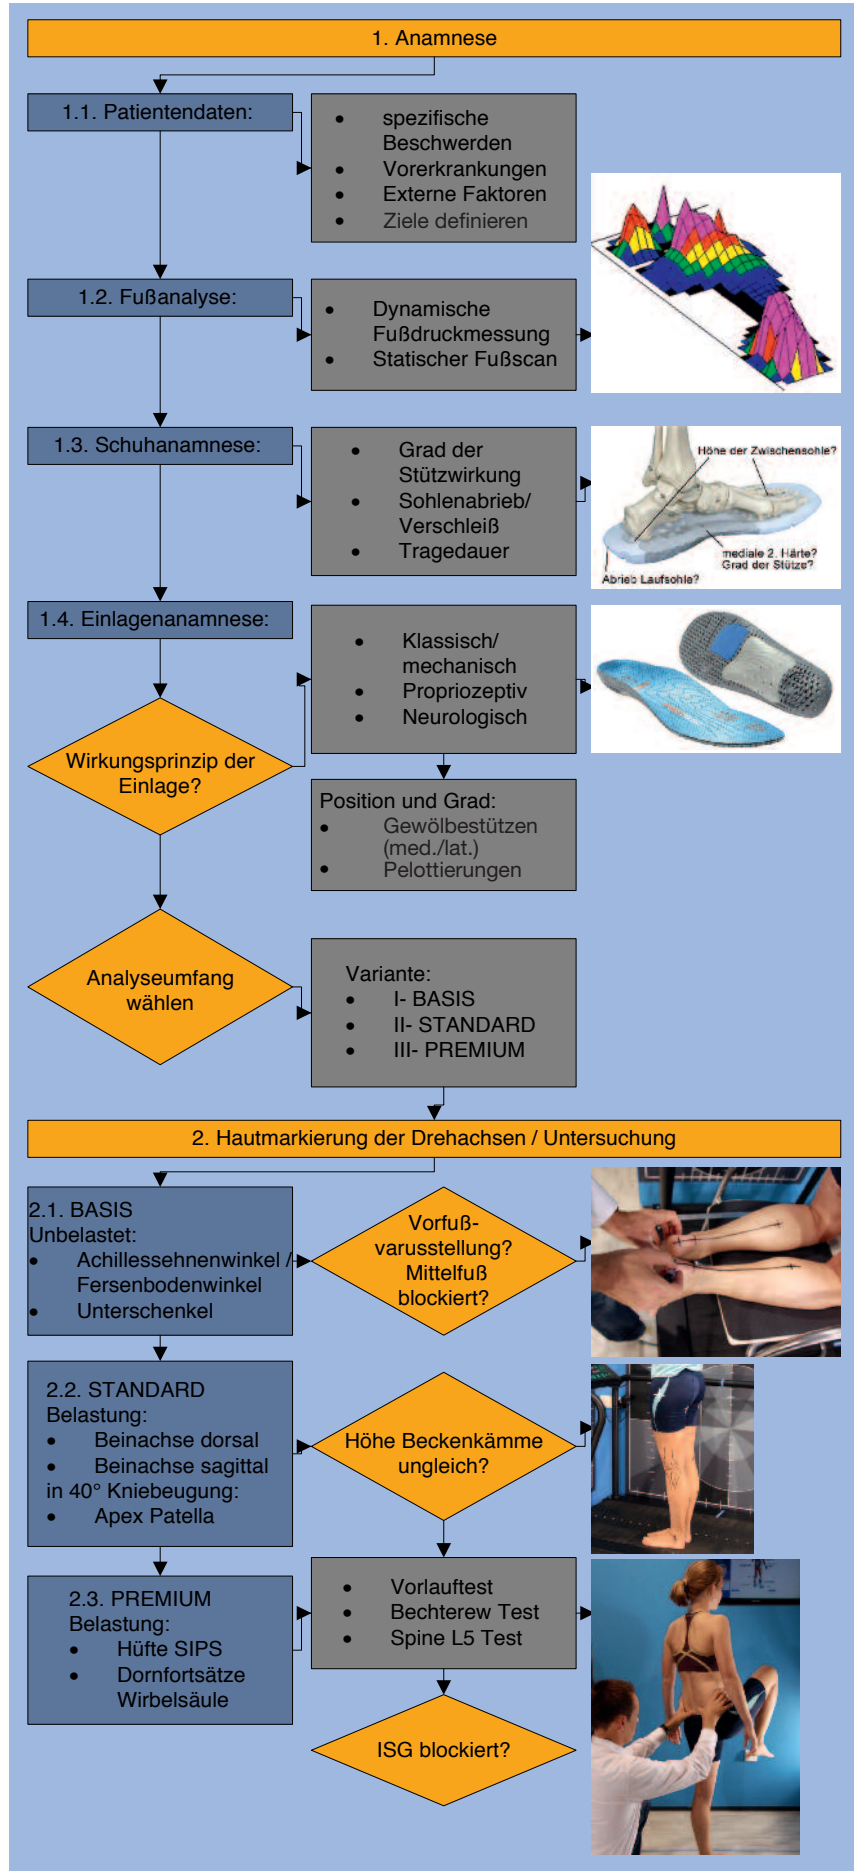 1. Anamnese
1.1. Patientendaten:
• spezifische
Beschwerden
• Vorerkrankungen
• Externe Faktoren
• Ziele definieren
1.2. Fußanalyse:
• Dynamische
Fußdruckmessung
• Statischer Fußscan
1.3. Schuhanamnese:
• Grad der
Stützwirkung
• Sohlenabrieb/
Verschleiß
• Tragedauer
Höhe der Zwischensohle?
mediale 2. Härte?
Grad der Stütze?
Abrieb Laufsohle?
1.4. Einlagenanamnese:
• Klassisch/
mechanisch
• Propriozeptiv
• Neurologisch
Wirkungsprinzip der
Einlage?
Position und Grad:
• Gewölbestützen
(med./lat.)
• Pelottierungen
Analyseumfang
wählen
Variante:
• I- BASIS
• II- STANDARD
• III- PREMIUM
2. Hautmarkierung der Drehachsen / Untersuchung
2.1. BASIS
Unbelastet:
• Achillessehnenwinkel /
Fersenbodenwinkel
• Unterschenkel
Vorfuß-
varusstellung?
Mittelfuß
blockiert?
2.2. STANDARD
Belastung:
• Beinachse dorsal
• Beinachse sagittal
in 40° Kniebeugung:
• Apex Patella
Höhe Beckenkämme
ungleich?
2.3. PREMIUM
Belastung:
• Hüfte SIPS
• Dornfortsätze
Wirbelsäule
• Vorlauftest
• Bechterew Test
• Spine L5 Test
ISG blockiert?